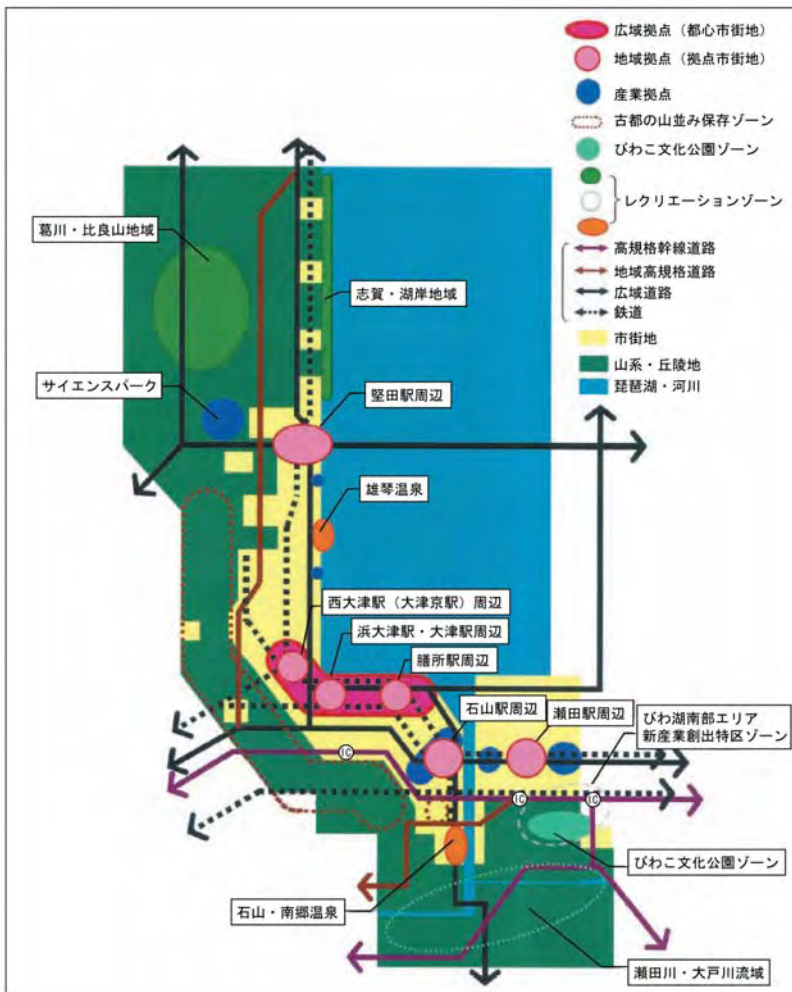 広域拠点（都心市街地）
地域拠点（拠点市街地）
産業拠点
古都の山並み保存ゾーン
びわこ文化公園ゾーン
レクリエーションゾーン
高規格幹線道路
地域高規格道路
広域道路
鉄道
市街地
山系・丘陵地
琵琶湖・河川
葛川・比良山地域
志賀・湖岸地域
サイエンスパーク
堅田駅周辺
雄琴温泉
西大津駅（大津京駅）周辺
浜大津駅・大津駅周辺
膳所駅周辺
石山駅周辺
瀬田駅周辺
びわ湖南部エリア
新産業創出特区ゾーン
IC
IC
IC
びわこ文化公園ゾーン
石山・南郷温泉
瀬田川・大戸川流域